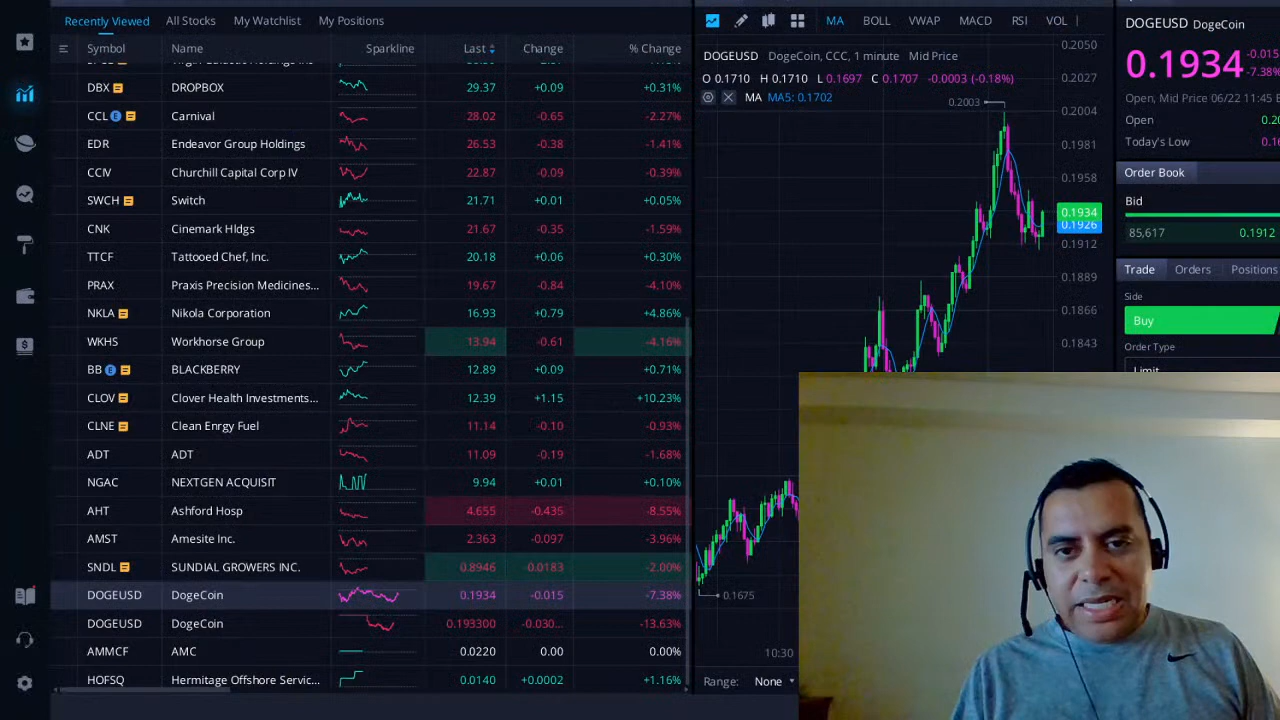 Recently Viewed All Stocks My Watchlist My Positions
Symbol Name Sparkline Last Change % Change
DBX DROPBOX 29.37 +0.09 +0.31%
CCL E Carnival 28.02 -0.65 -2.27%
EDR Endeavor Group Holdings 26.53 -0.38 -1.41%
CCIV Churchill Capital Corp IV 22.87 -0.09 -0.39%
SWCH Switch 21.71 +0.01 +0.05%
CNK Cinemark Hldgs 21.67 -0.35 -1.59%
TTCF Tattooed Chef, Inc. 20.18 +0.06 +0.30%
PRAX Praxis Precision Medicines... 19.67 -0.84 -4.10%
NKLA Nikola Corporation 16.93 +0.79 +4.86%
WKHS Workhorse Group 13.94 -0.61 -4.16%
BB E BLACKBERRY 12.89 +0.09 +0.71%
CLOV Clover Health Investments... 12.39 +1.15 +10.23%
CLNE Clean Enrgy Fuel 11.14 -0.10 -0.93%
ADT ADT 11.09 -0.19 -1.68%
NGAC NEXTGEN ACQUISIT 9.94 +0.01 +0.10%
AHT Ashford Hosp 4.655 -0.435 -8.55%
AMST Amesite Inc. 2.363 -0.097 -3.96%
SNDL SUNDIAL GROWERS INC. 0.8946 -0.0183 -2.00%
DOGEUSD DogeCoin 0.1934 -0.015 -7.38%
DOGEUSD DogeCoin 0.193300 -0.030... -13.63%
AMMCF AMC 0.0220 0.00 0.00%
HOFSQ Hermitage Offshore Servic... 0.0140 +0.0002 +1.16%
MA BOLL VWAP MACD RSI VOL
DOGEUSD DogeCoin, CCC, 1 minute Mid Price
O 0.1710 H 0.1710 L 0.1697 C 0.1707 -0.0003 (-0.18%)
MA MA5: 0.1702
0.2003
0.1675
0.2050
0.2027
0.2004
0.1981
0.1958
0.1934
0.1926
0.1912
0.1889
0.1866
0.1843
10:30
Range: None
DOGEUSD DogeCoin
0.1934 -0.015
-7.38%
Open, Mid Price 06/22 11:45
Open 0.20
Today's Low
Order Book
Bid
85,617 0.1912
Trade Orders Positions
Side
Buy
Order Type
Limit